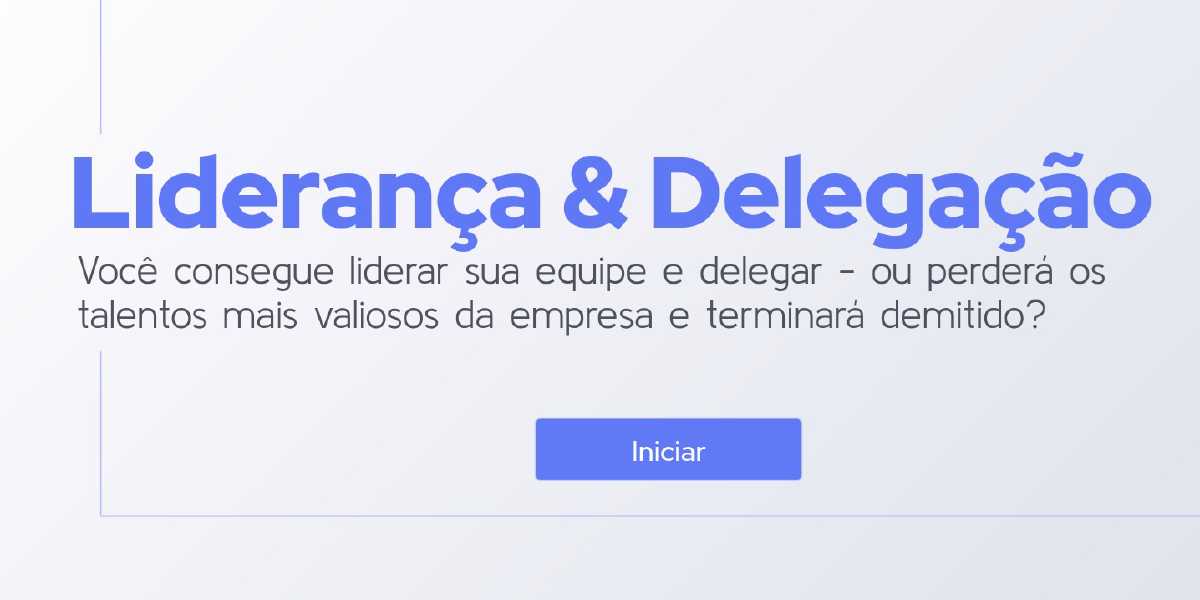 Liderança & Delegação
Você consegue liderar sua equipe e delegar - ou perderá os
talentos mais valiosos da empresa e terminará demitido?
Iniciar